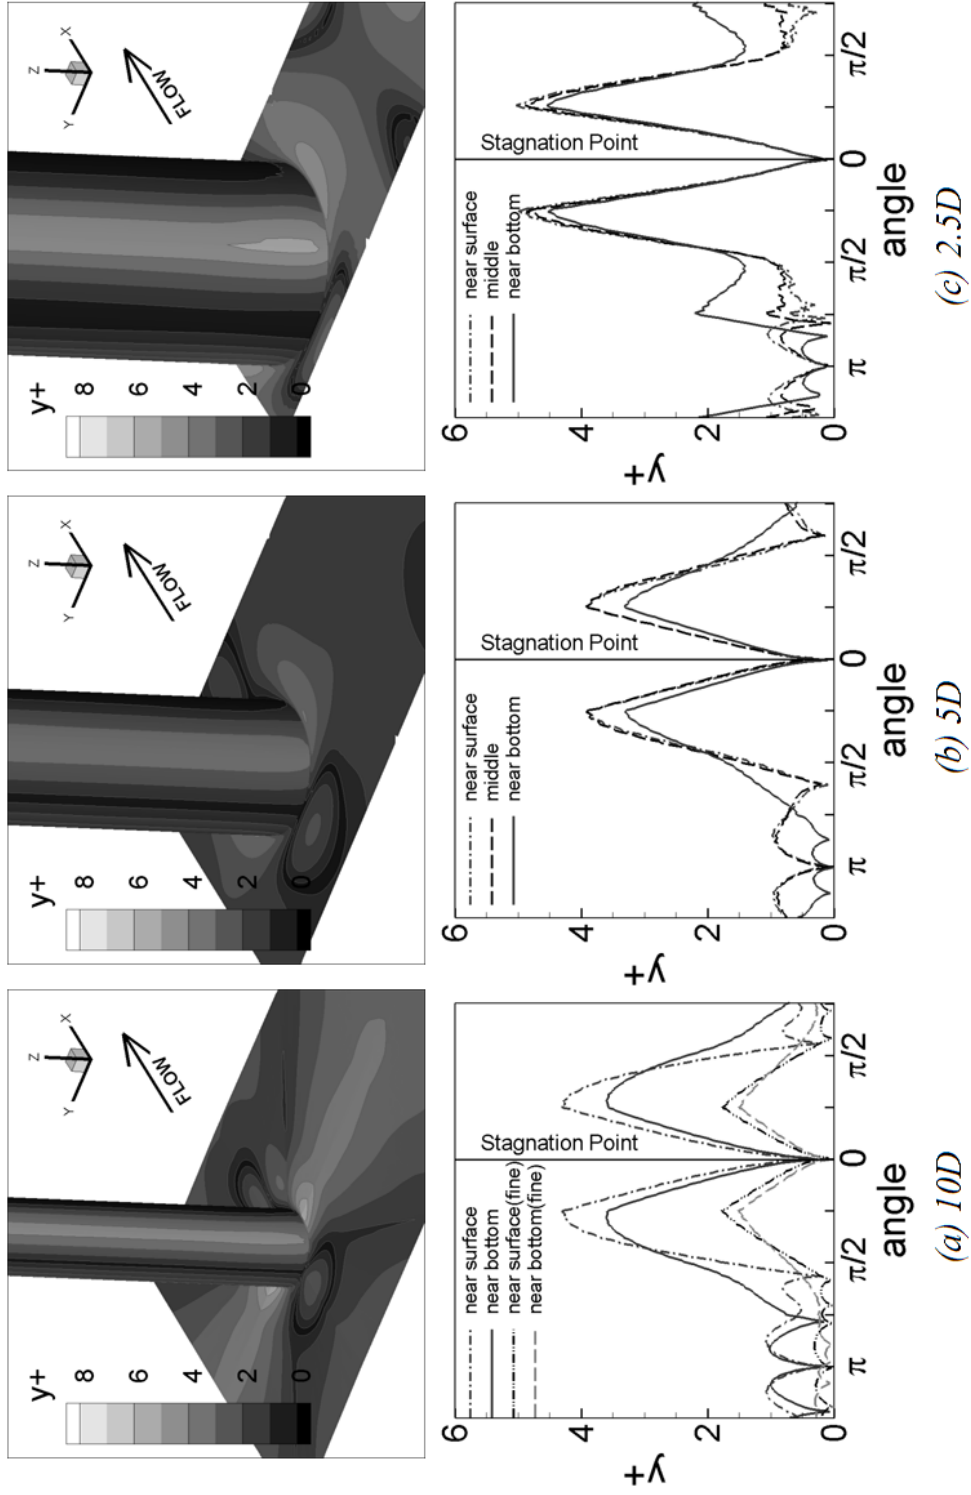 y+
8
6
4
2
0
Z
Y
X
FLOW
y+
8
6
4
2
0
Z
Y
X
FLOW
y+
8
6
4
2
0
Z
Y
X
FLOW
near surface
near bottom
near surface(fine)
near bottom(fine)
Stagnation Point
y+
6
4
2
0
π π/2 0 π/2
angle
(a) 10D
near surface
middle
near bottom
Stagnation Point
y+
6
4
2
0
π π/2 0 π/2
angle
(b) 5D
near surface
middle
near bottom
Stagnation Point
y+
6
4
2
0
π π/2 0 π/2
angle
(c) 2.5D